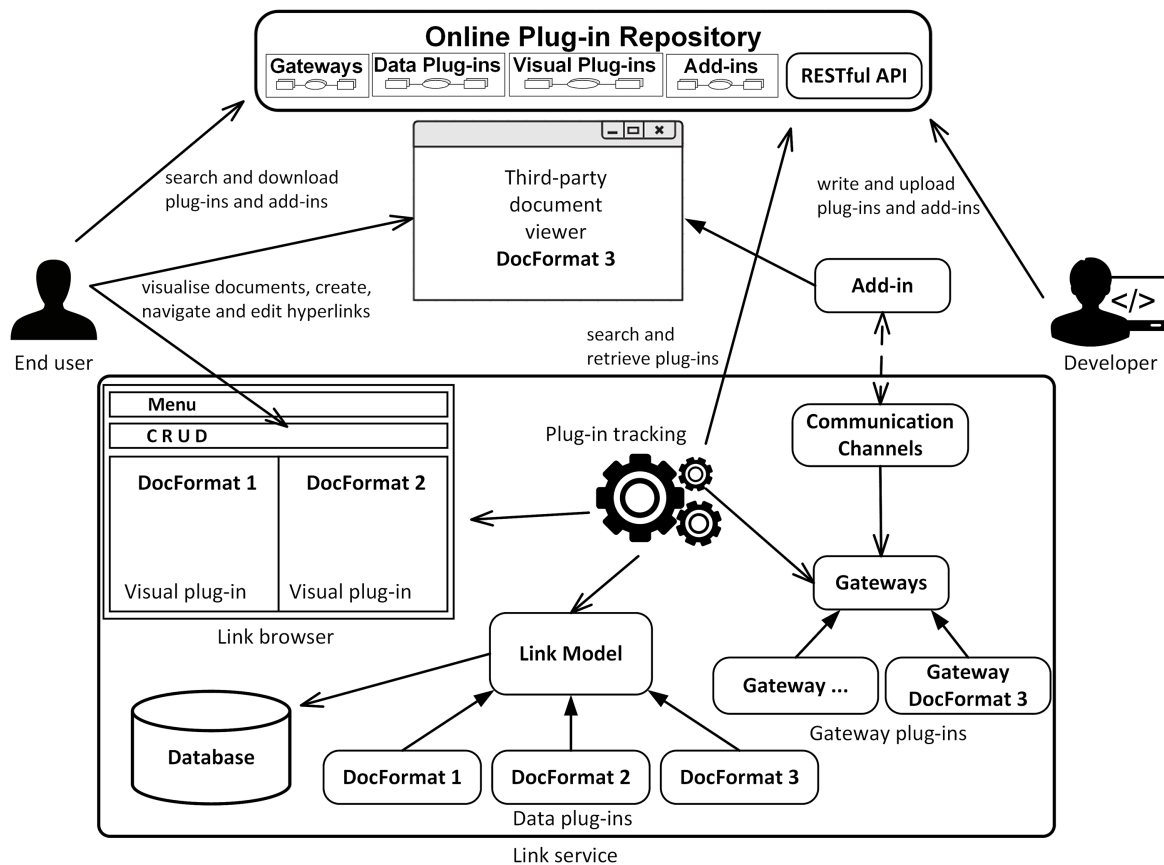 Online Plug-in Repository
Gateways
Data Plug-ins
Visual Plug-ins
Add-ins
RESTful API
search and download
plug-ins and add-ins
Third-party
document
viewer
DocFormat 3
write and upload
plug-ins and add-ins
Add-in
</>
visualise documents, create,
navigate and edit hyperlinks
End user
search and
retrieve plug-ins
Developer
Menu
C R U D
DocFormat 1
DocFormat 2
Visual plug-in
Visual plug-in
Link browser
Plug-in tracking
Communication
Channels
Gateways
Link Model
Gateway ...
Gateway
DocFormat 3
Gateway plug-ins
Database
DocFormat 1
DocFormat 2
DocFormat 3
Data plug-ins
Link service